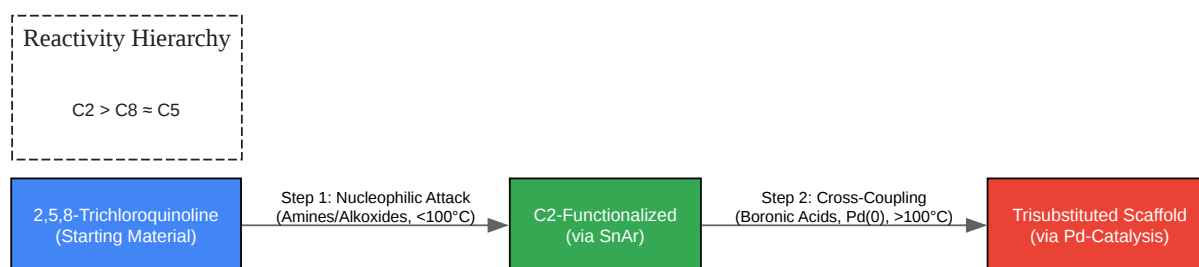 Reactivity Hierarchy
C2 > C8 ≈ C5
2,5,8-Trichloroquinoline
(Starting Material)
Step 1: Nucleophilic Attack
(Amines/Alkoxides, <100°C)
C2-Functionalized
(via SnAr)
Step 2: Cross-Coupling
(Boronic Acids, Pd(0), >100°C)
Trisubstituted Scaffold
(via Pd-Catalysis)